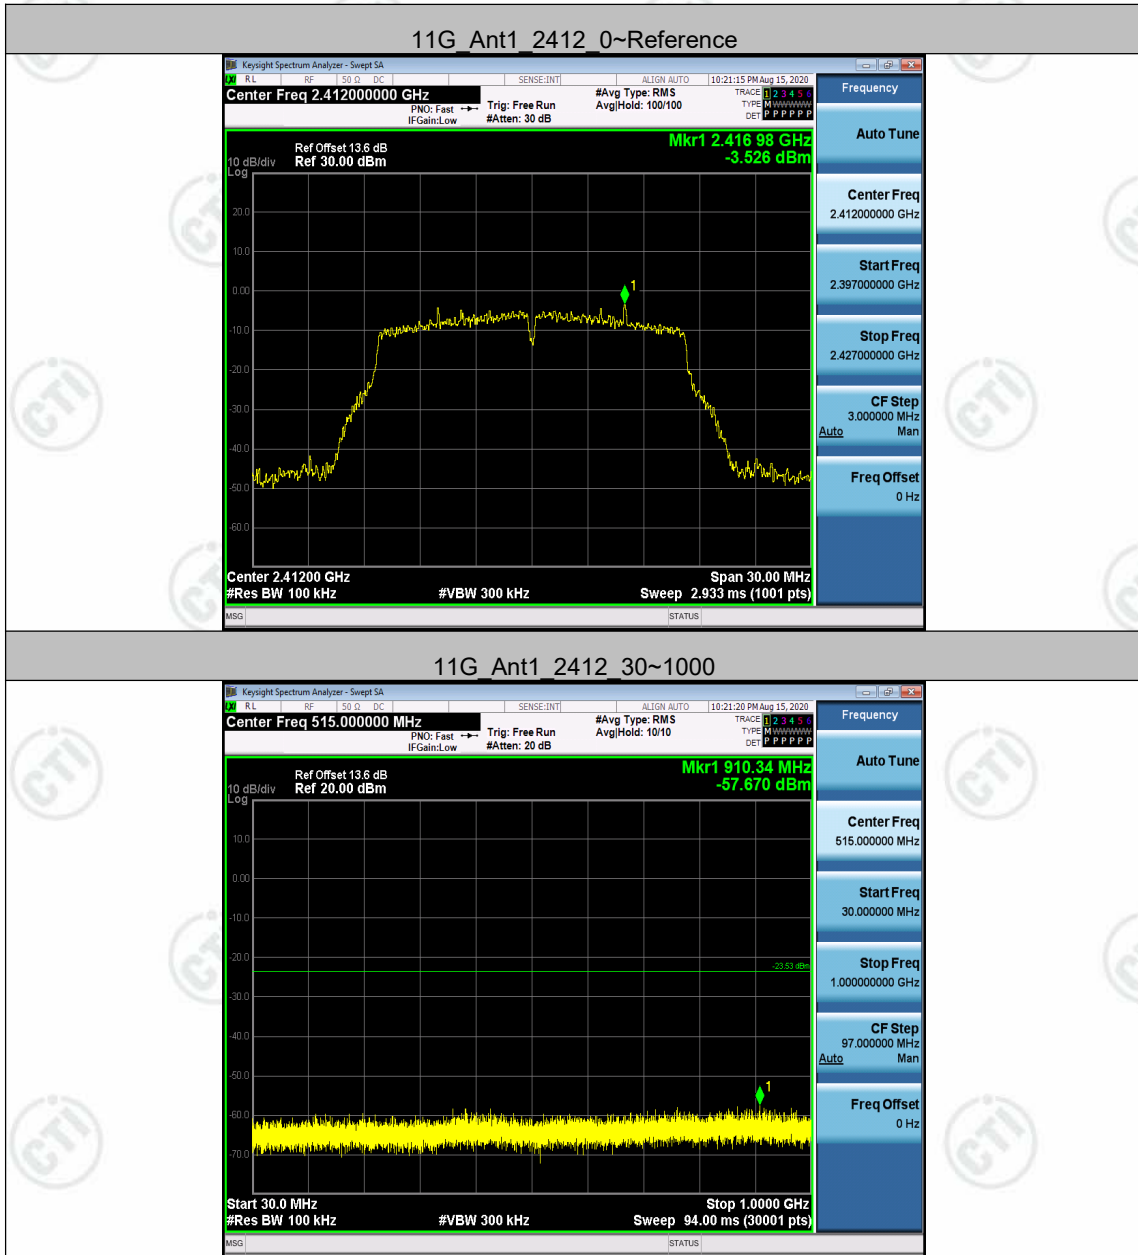 11G_Ant1_2412_0~Reference
Keysight Spectrum Analyzer - Swept SA
LXI RL RF 50 Ω DC SENSE:INT ALIGN AUTO 10:21:15 PM Aug 15, 2020
Center Freq 2.412000000 GHz
PNO: Fast
IFGain:Low
Trig: Free Run
#Atten: 30 dB
#Avg Type: RMS
Avg|Hold: 100/100
TRACE 1 2 3 4 5 6
TYPE M W W W W W
DET P P P P P P
Ref Offset 13.6 dB
10 dB/div Ref 30.00 dBm
Log
Mkr1 2.416 98 GHz
-3.526 dBm
20.0
10.0
0.00
-10.0
-20.0
-30.0
-40.0
-50.0
-60.0
1
Center 2.41200 GHz Span 30.00 MHz
#Res BW 100 kHz #VBW 300 kHz Sweep 2.933 ms (1001 pts)
MSG STATUS
Frequency
Auto Tune
Center Freq
2.412000000 GHz
Start Freq
2.397000000 GHz
Stop Freq
2.427000000 GHz
CF Step
3.000000 MHz
Auto Man
Freq Offset
0 Hz
11G_Ant1_2412_30~1000
Keysight Spectrum Analyzer - Swept SA
LXI RL RF 50 Ω DC SENSE:INT ALIGN AUTO 10:21:20 PM Aug 15, 2020
Center Freq 515.000000 MHz
PNO: Fast
IFGain:Low
Trig: Free Run
#Atten: 20 dB
#Avg Type: RMS
Avg|Hold: 10/10
TRACE 1 2 3 4 5 6
TYPE M W W W W W
DET P P P P P P
Ref Offset 13.6 dB
10 dB/div Ref 20.00 dBm
Log
Mkr1 910.34 MHz
-57.670 dBm
10.0
0.00
-10.0
-20.0
-23.53 dBm
-30.0
-40.0
-50.0
-60.0
-70.0
1
Start 30.0 MHz Stop 1.0000 GHz
#Res BW 100 kHz #VBW 300 kHz Sweep 94.00 ms (30001 pts)
MSG STATUS
Frequency
Auto Tune
Center Freq
515.000000 MHz
Start Freq
30.000000 MHz
Stop Freq
1.000000000 GHz
CF Step
97.000000 MHz
Auto Man
Freq Offset
0 Hz
CTI
CTI
CTI
CTI
CTI
CTI